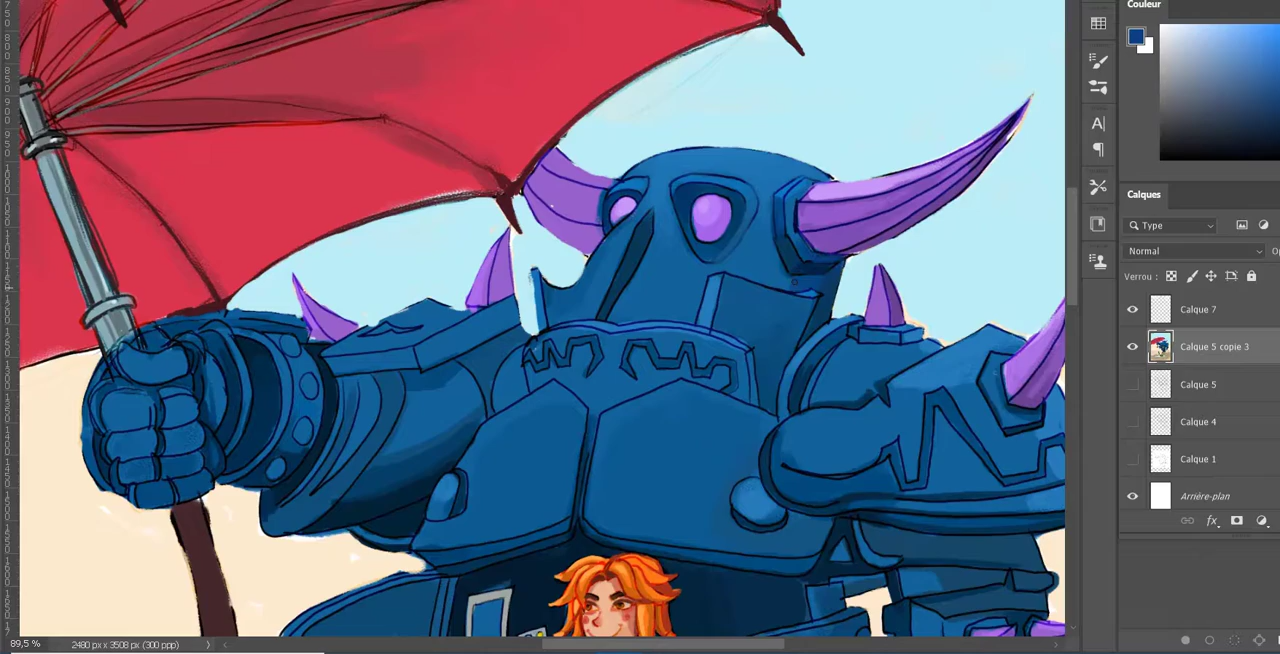 Couleur
Calques
Type
Normal
Op
Verrou :
Calque 7
Calque 5 copie 3
Calque 5
Calque 4
Calque 1
Arrière-plan
fx
89,5 %
2480 px x 3508 px (300 ppp)